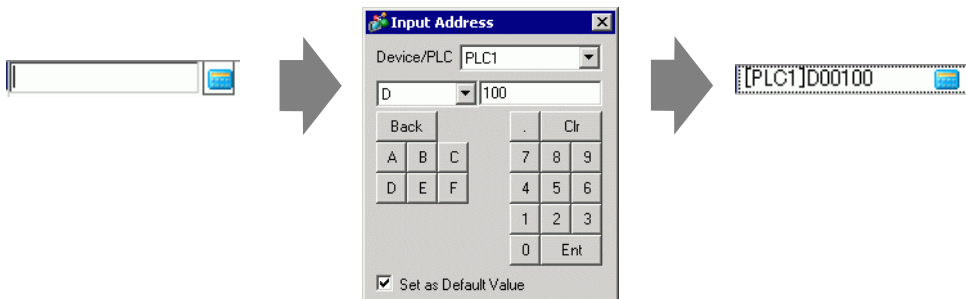 Input Address
Device/PLC PLC1
D 100
Back . Clr
A B C 7 8 9
D E F 4 5 6
1 2 3
0 Ent
Set as Default Value
[PLC1]D00100